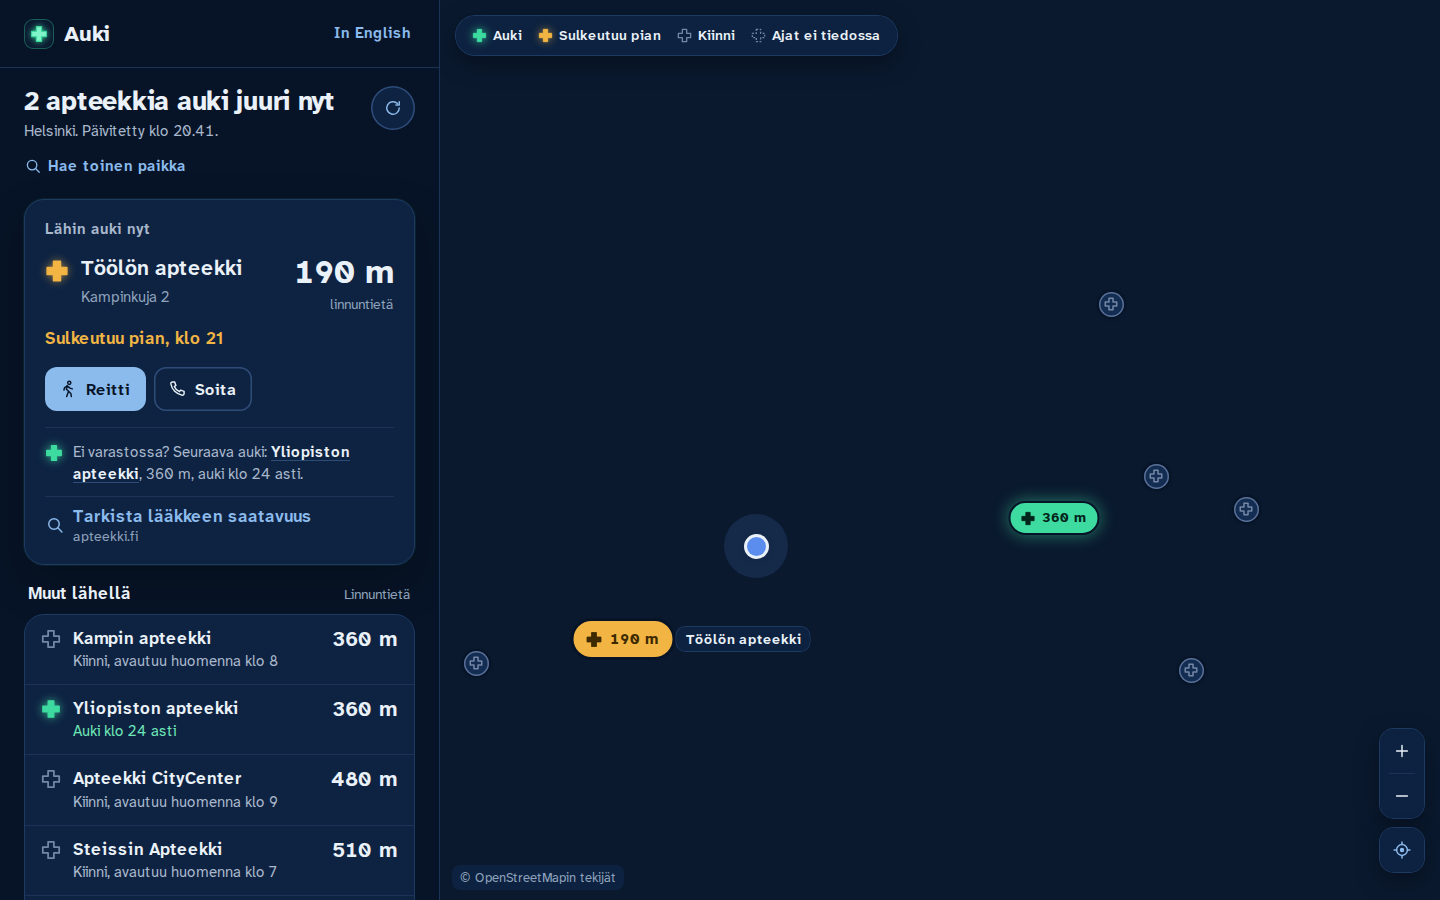 Auki
In English
2 apteekkia auki juuri nyt
Helsinki. Päivitetty klo 20.41.
Hae toinen paikka
Lähin auki nyt
Töölön apteekki
190 m
Kampinkuja 2
linnuntietä
Sulkeutuu pian, klo 21
Reitti
Soita
Ei varastossa? Seuraava auki: Yliopiston
apteekki, 360 m, auki klo 24 asti.
Tarkista lääkkeen saatavuus
apteekki.fi
Muut lähellä
Linnuntietä
Kampin apteekki
360 m
Kiinni, avautuu huomenna klo 8
Yliopiston apteekki
360 m
Auki klo 24 asti
Apteekki CityCenter
480 m
Kiinni, avautuu huomenna klo 9
Steissin Apteekki
510 m
Kiinni, avautuu huomenna klo 7
Auki
Sulkeutuu pian
Kiinni
Ajat ei tiedossa
360 m
190 m
Töölön apteekki
© OpenStreetMapin tekijät